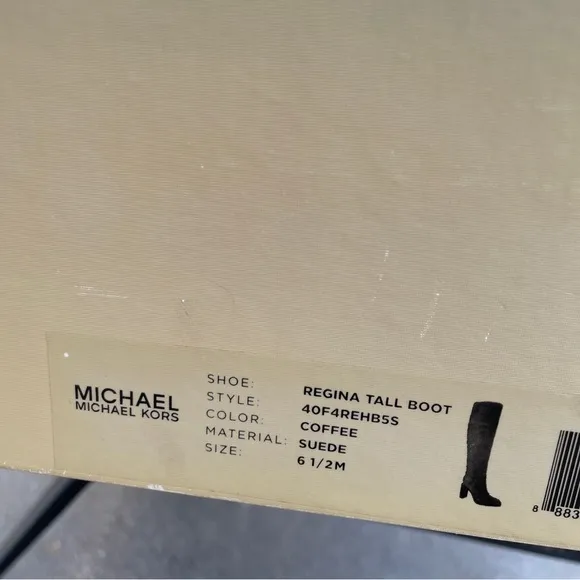 MICHAEL
MICHAEL KORS
SHOE: REGINA TALL BOOT
STYLE: 40F4REHB5S
COLOR: COFFEE
MATERIAL: SUEDE
SIZE: 6 1/2M
8 883